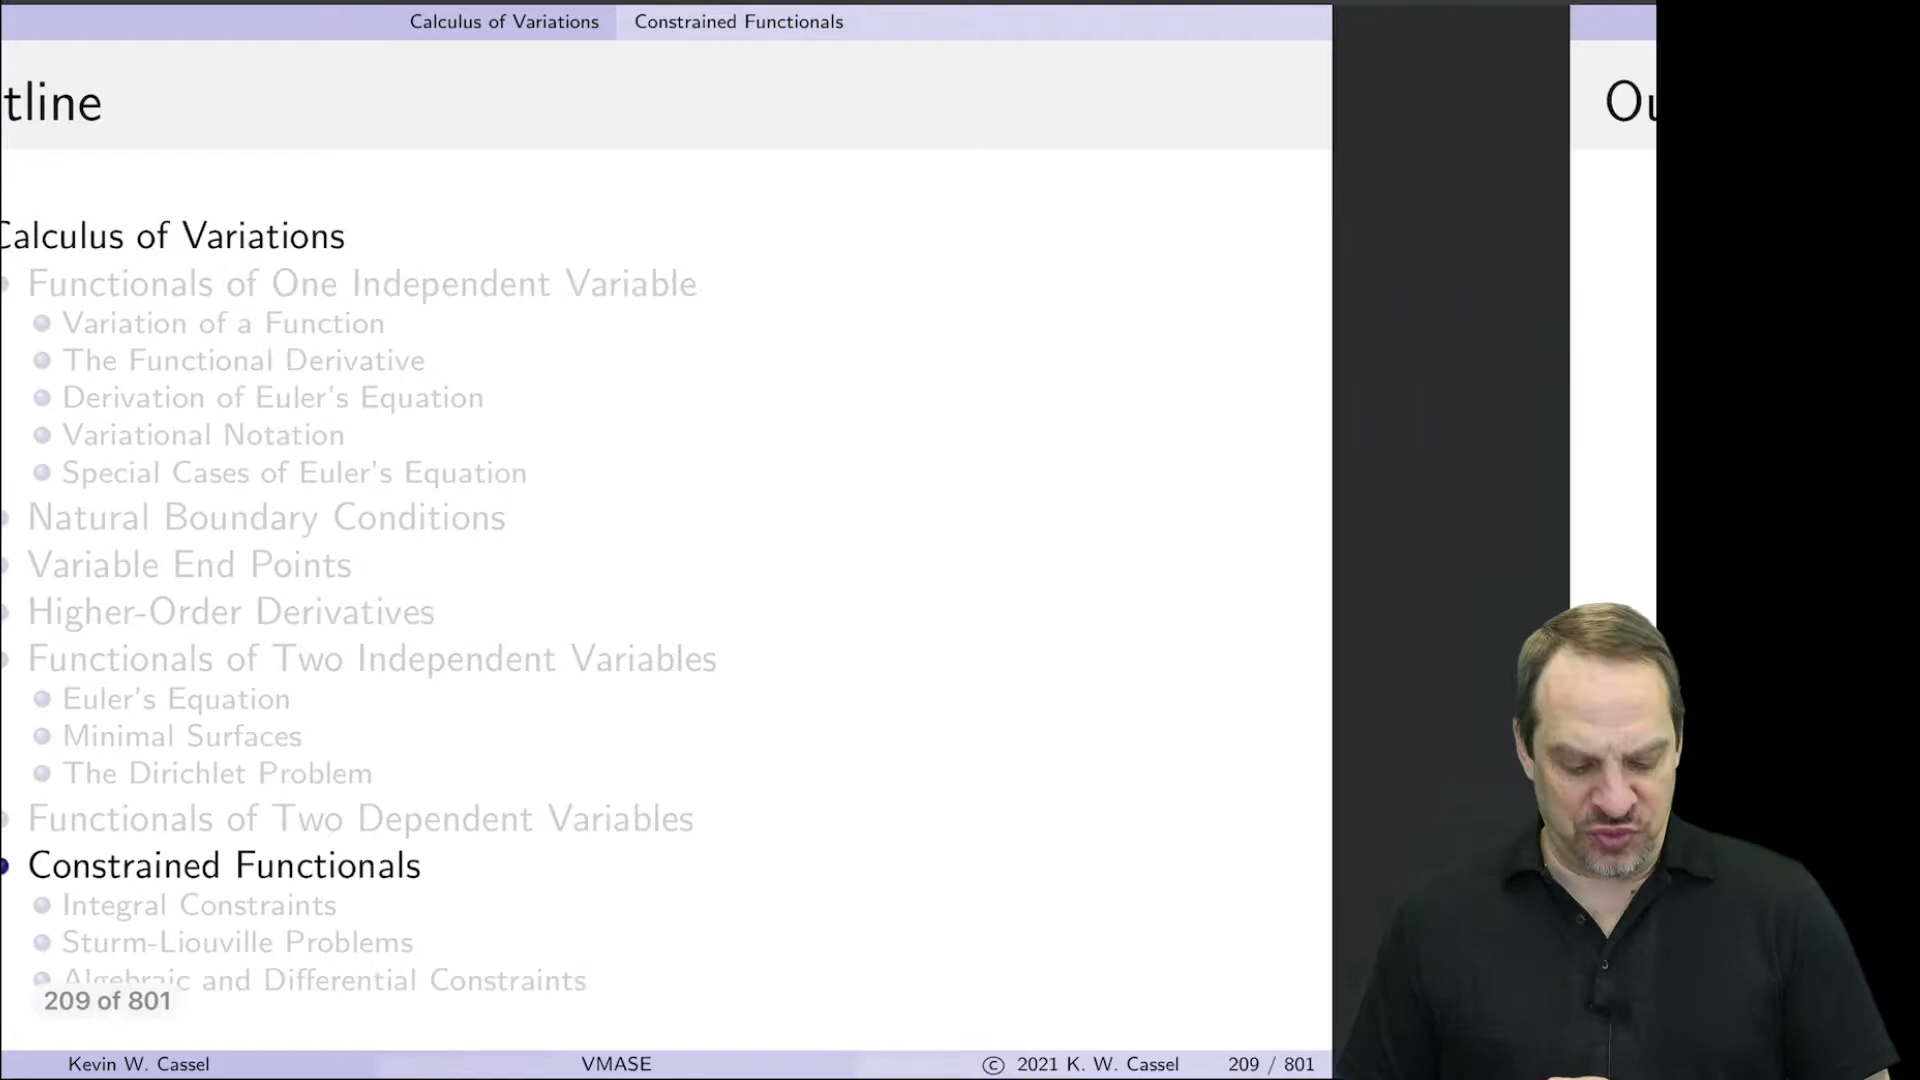 Calculus of Variations Constrained Functionals
tline
Ou
Calculus of Variations
Functionals of One Independent Variable
Variation of a Function
The Functional Derivative
Derivation of Euler's Equation
Variational Notation
Special Cases of Euler's Equation
Natural Boundary Conditions
Variable End Points
Higher-Order Derivatives
Functionals of Two Independent Variables
Euler's Equation
Minimal Surfaces
The Dirichlet Problem
Functionals of Two Dependent Variables
Constrained Functionals
Integral Constraints
Sturm-Liouville Problems
Algebraic and Differential Constraints
209 of 801
Kevin W. Cassel VMASE © 2021 K. W. Cassel 209 / 801